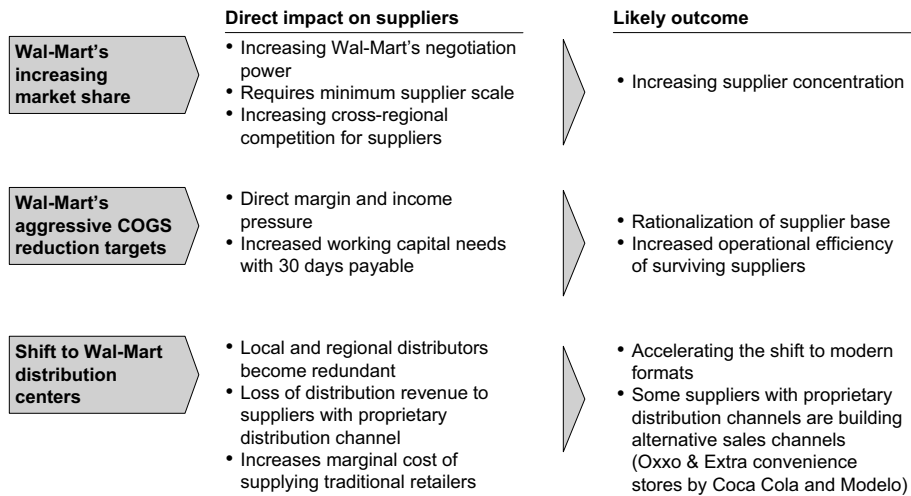 Direct impact on suppliers
Likely outcome
Wal-Mart's
increasing
market share
• Increasing Wal-Mart's negotiation
power
• Requires minimum supplier scale
• Increasing cross-regional
competition for suppliers
• Increasing supplier concentration
Wal-Mart's
aggressive COGS
reduction targets
• Direct margin and income
pressure
• Increased working capital needs
with 30 days payable
• Rationalization of supplier base
• Increased operational efficiency
of surviving suppliers
Shift to Wal-Mart
distribution
centers
• Local and regional distributors
become redundant
• Loss of distribution revenue to
suppliers with proprietary
distribution channel
• Increases marginal cost of
supplying traditional retailers
• Accelerating the shift to modern
formats
• Some suppliers with proprietary
distribution channels are building
alternative sales channels
(Oxxo & Extra convenience
stores by Coca Cola and Modelo)